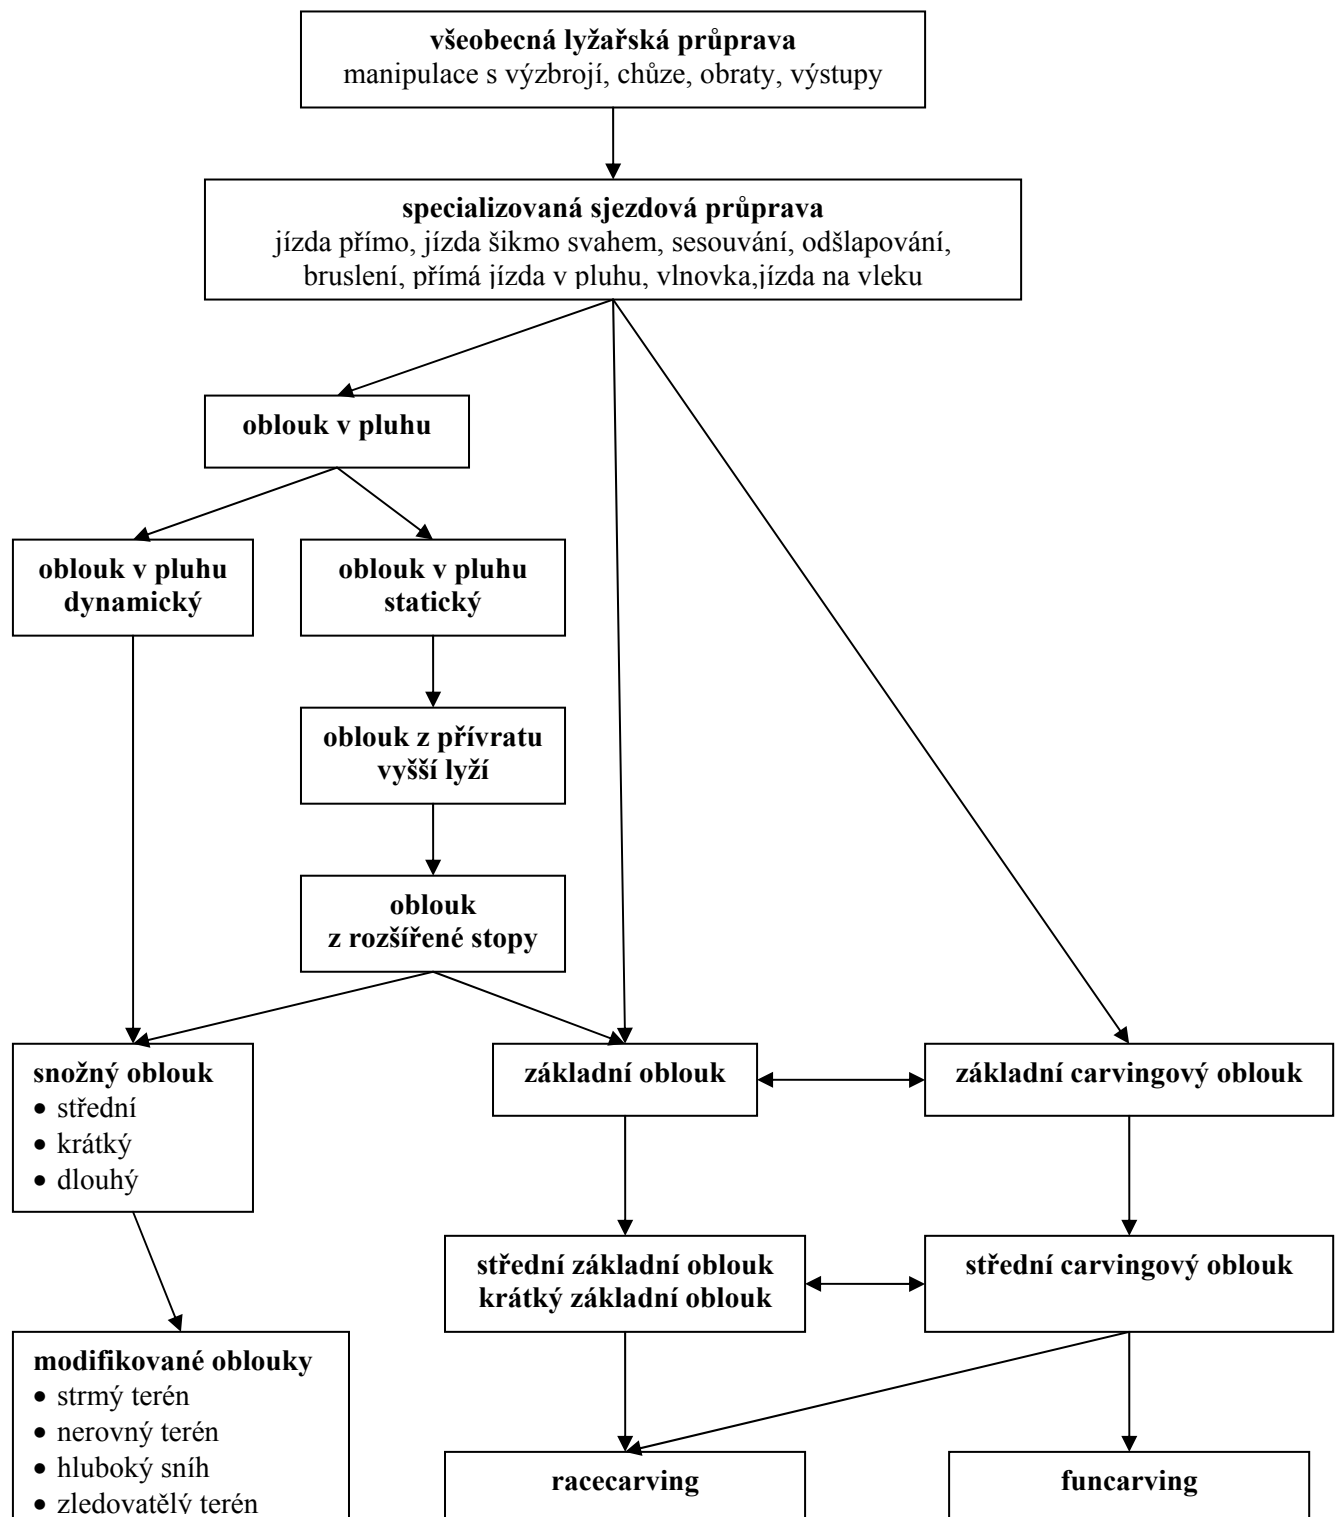 všeobecná lyžařská průprava
manipulace s výzbrojí, chůze, obraty, výstupy
specializovaná sjezdová průprava
jízda přímo, jízda šikmo svahem, sesouvání, odšlapování,
bruslení, přímá jízda v pluhu, vlnovka,jízda na vleku
oblouk v pluhu
oblouk v pluhu
dynamický
oblouk v pluhu
statický
oblouk z přívratu
vyšší lyží
oblouk
z rozšířené stopy
snožný oblouk
• střední
• krátký
• dlouhý
základní oblouk
základní carvingový oblouk
střední základní oblouk
krátký základní oblouk
střední carvingový oblouk
modifikované oblouky
• strmý terén
• nerovný terén
• hluboký sníh
• zledovatělý terén
racecarving
funcarving